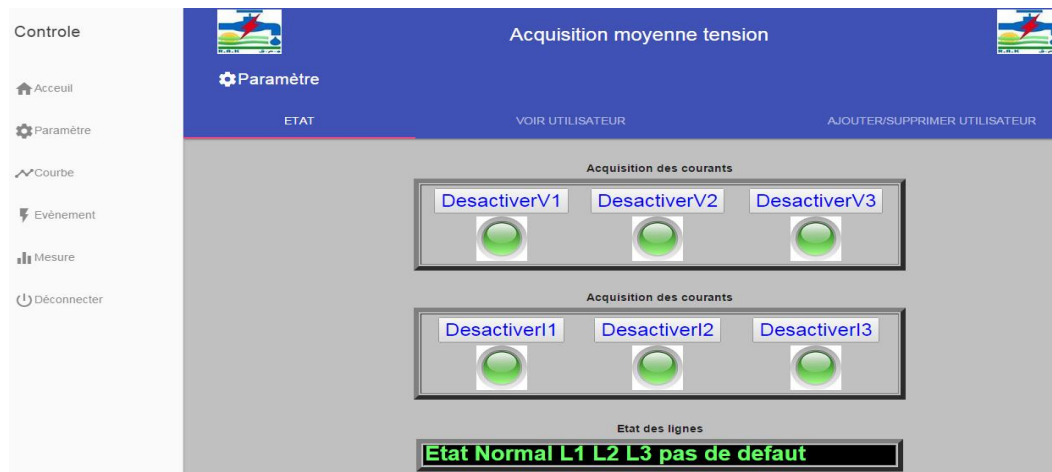 Controle
Acquisition moyenne tension
Paramètre
Acceuil
Paramètre
Courbe
Evènement
Mesure
Déconnecter
ETAT VOIR UTILISATEUR AJOUTER/SUPPRIMER UTILISATEUR
Acquisition des courants
DesactiverV1 DesactiverV2 DesactiverV3
Acquisition des courants
DesactiverI1 DesactiverI2 DesactiverI3
Etat des lignes
Etat Normal L1 L2 L3 pas de defaut